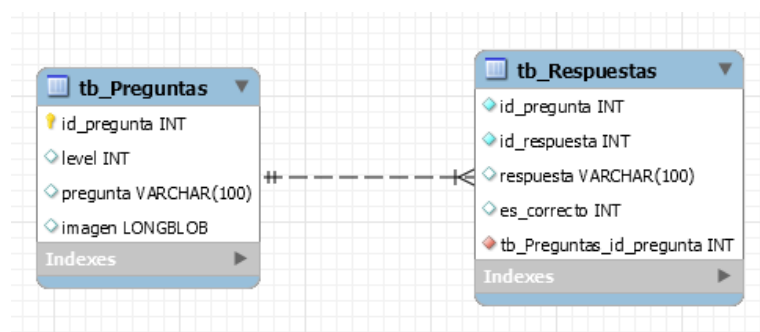 tb_Preguntas
id_pregunta INT
level INT
pregunta VARCHAR(100)
imagen LONGBLOB
Indexes
tb_Respuestas
id_pregunta INT
id_respuesta INT
respuesta VARCHAR(100)
es_correcto INT
tb_Preguntas_id_pregunta INT
Indexes